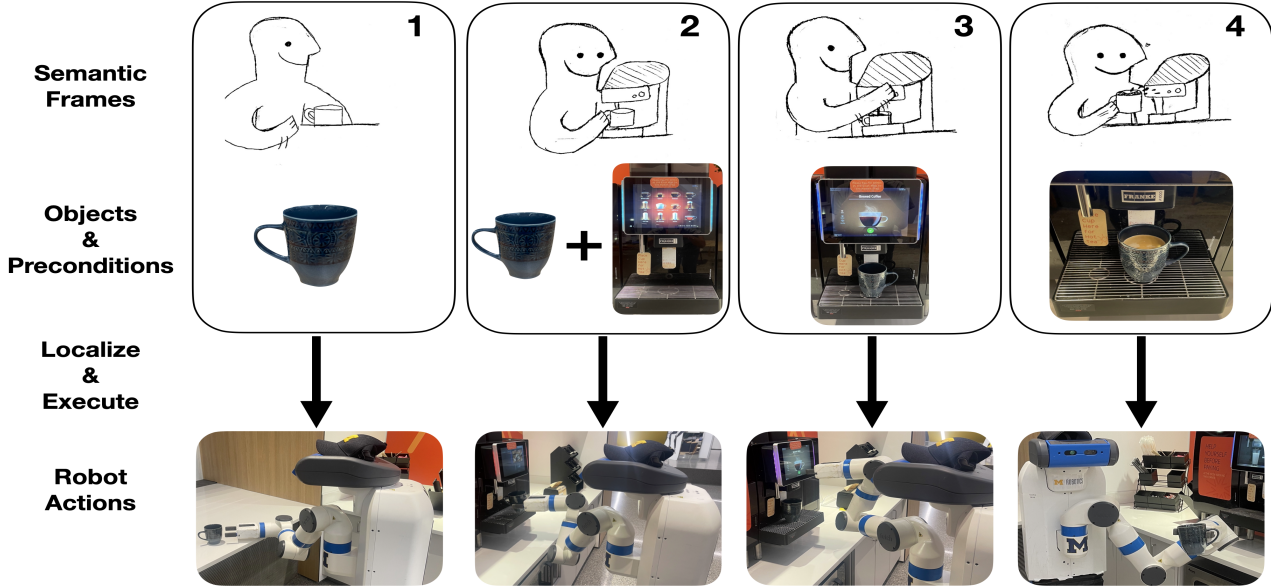 1
2
3
4
Semantic
Frames
Objects
&
Preconditions
+
FRANKE
Localize
&
Execute
Robot
Actions
M